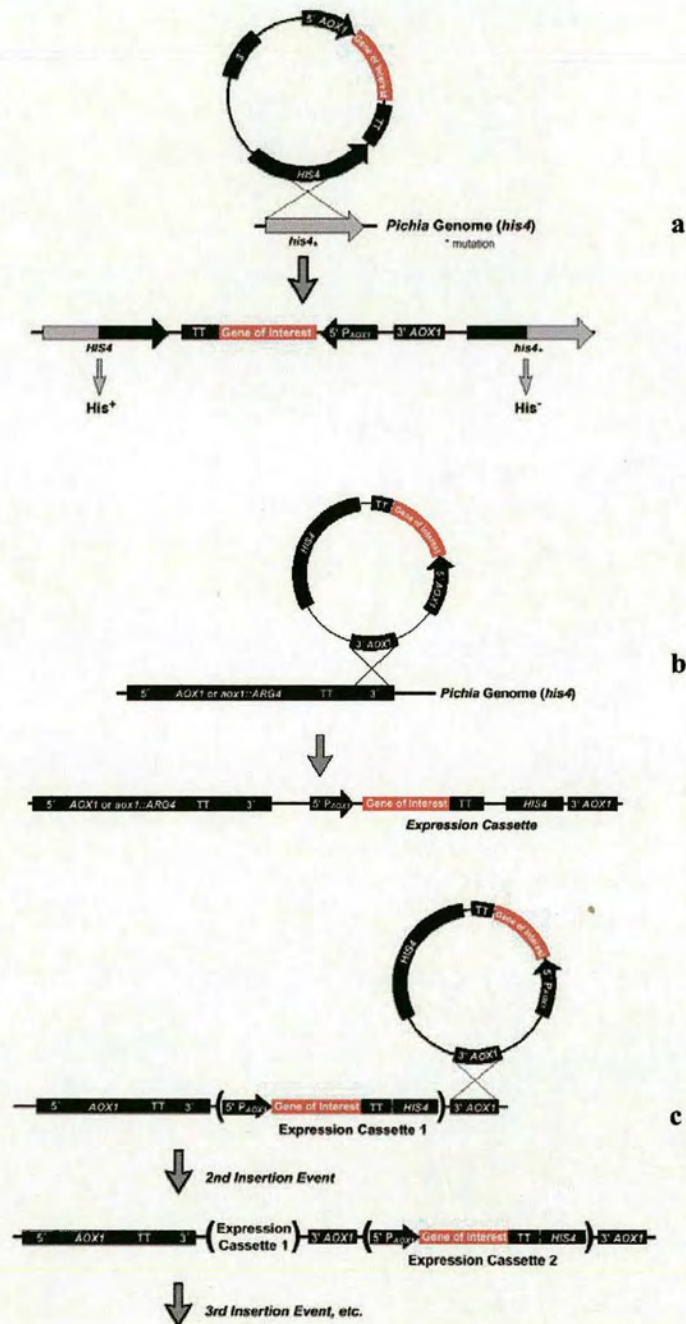 5' AOX1
Gene of Interest
3'
TT
HIS4
his4*
Pichia Genome (his4)
* mutation
a
TT Gene of Interest 5' PAOX1 3' AOX1
HIS4
his4*
His+
His-
TT
Gene of Interest
HIS4
5' AOX1
3' AOX1
b
5' AOX1 or aox1::ARG4 TT 3'
Pichia Genome (his4)
5' AOX1 or aox1::ARG4 TT 3' 5' PAOX1 Gene of Interest TT HIS4 3' AOX1
Expression Cassette
TT
Gene of Interest
HIS4
5' PAOX1
3' AOX1
5' AOX1 TT 3' (5' PAOX1 Gene of Interest TT HIS4) 3' AOX1
Expression Cassette 1
c
2nd Insertion Event
5' AOX1 TT 3' (Expression Cassette 1) 3' AOX1 (5' PAOX1 Gene of Interest TT HIS4) 3' AOX1
Expression Cassette 2
3rd Insertion Event, etc.